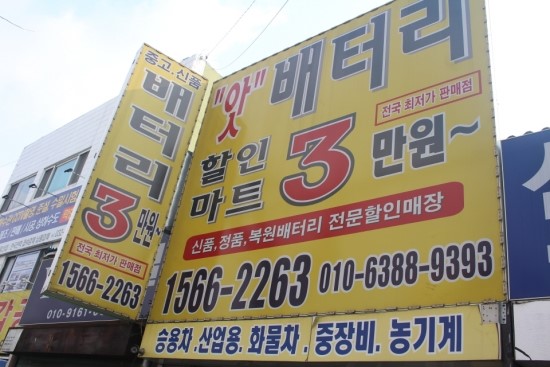 중고.신품
배터리
3
만원~
전국 최저가 판매점
1566-2263
"앗" 배터리
할인
마트
3
만원~
전국 최저가 판매점
신품, 정품, 복원배터리 전문할인매장
1566-2263
010-6388-9393
승용차.산업용.화물차.중장비.농기계
010-9161-